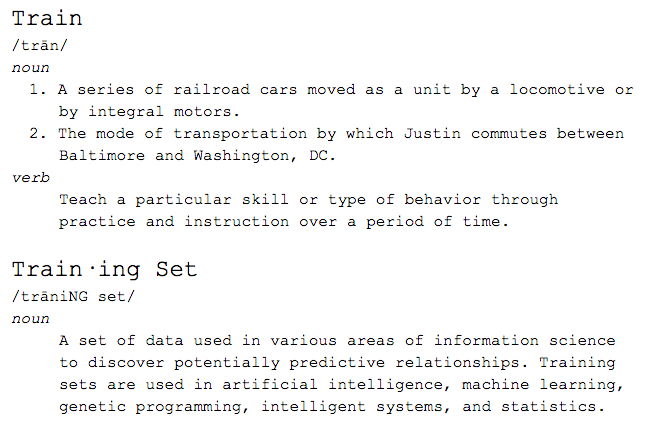 Train
/trān/
noun
1. A series of railroad cars moved as a unit by a locomotive or
by integral motors.
2. The mode of transportation by which Justin commutes between
Baltimore and Washington, DC.
verb
Teach a particular skill or type of behavior through
practice and instruction over a period of time.
Train·ing Set
/trāniNG set/
noun
A set of data used in various areas of information science
to discover potentially predictive relationships. Training
sets are used in artificial intelligence, machine learning,
genetic programming, intelligent systems, and statistics.